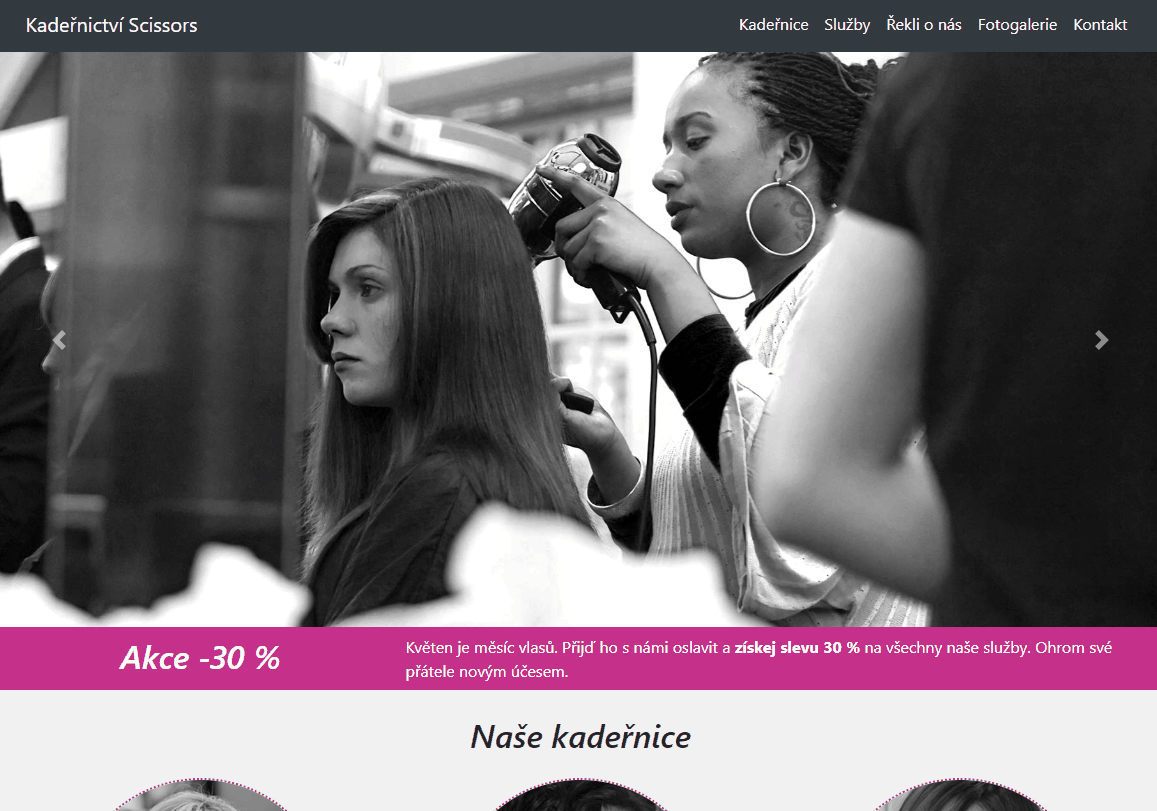 Kadeřnictví Scissors
Kadeřnice Služby Řekli o nás Fotogalerie Kontakt
Akce -30 %
Květen je měsíc vlasů. Přijď ho s námi oslavit a získej slevu 30 % na všechny naše služby. Ohrom své
přátele novým účesem.
Naše kadeřnice